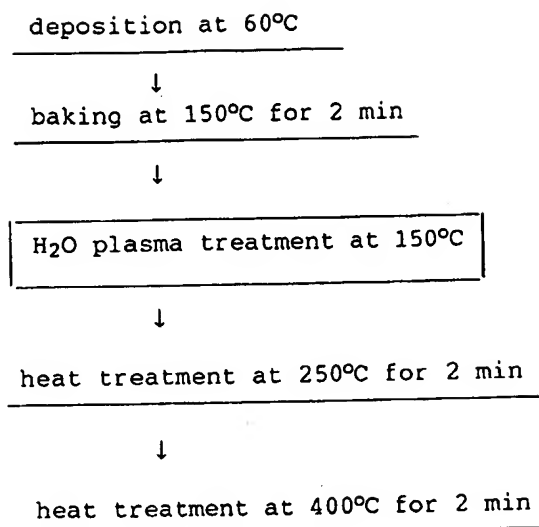 deposition at 60°C
↓
baking at 150°C for 2 min
↓
H₂O plasma treatment at 150°C
↓
heat treatment at 250°C for 2 min
↓
heat treatment at 400°C for 2 min